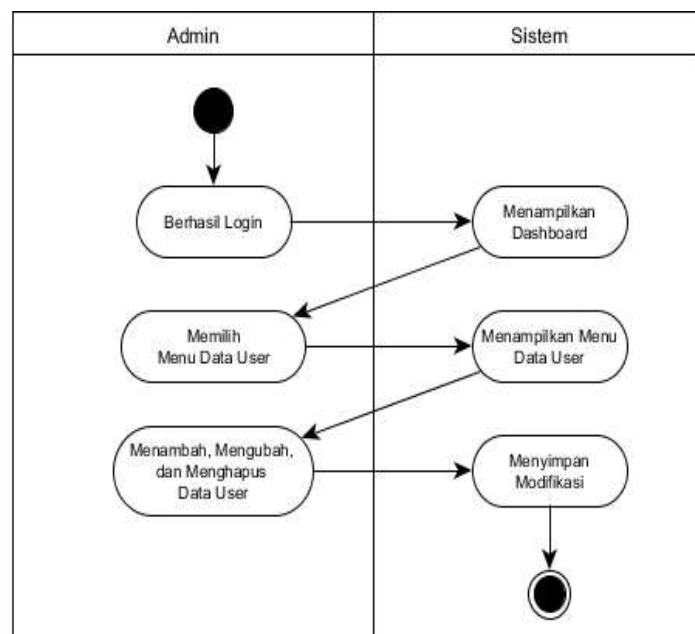 Admin
Sistem
Berhasil Login
Menampilkan
Dashboard
Memilih
Menu Data User
Menampilkan Menu
Data User
Menambah, Mengubah,
dan Menghapus
Data User
Menyimpan
Modifikasi